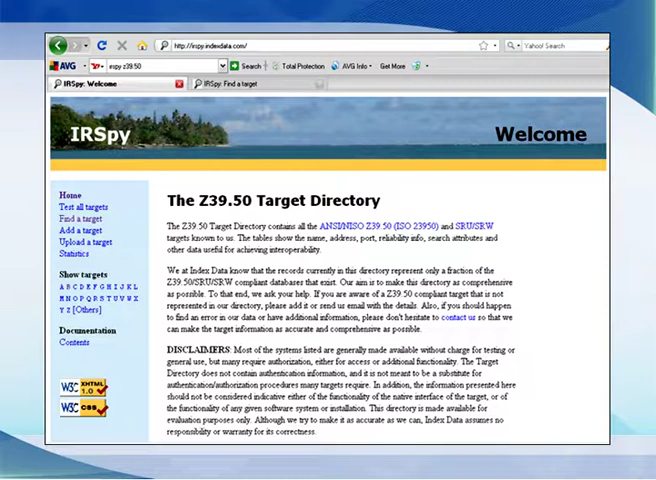 http://irspy.indexdata.com/
Yahoo! Search
AVG
irspy z39.50
Search
Total Protection
AVG Info
Get More
IRSpy: Welcome
IRSpy: Find a target
IRSpy
Welcome
Home
Test all targets
Find a target
Add a target
Upload a target
Statistics
Show targets
A B C D E F G H I J K L
M N O P Q R S T U V W X
Y Z [Others]
Documentation
Contents
W3C XHTML 1.0
W3C css
The Z39.50 Target Directory
The Z39.50 Target Directory contains all the ANSI/NISO Z39.50 (ISO 23950) and SRU/SRW
targets known to us. The tables show the name, address, port, reliability info, search attributes and
other data useful for achieving interoperability.
We at Index Data know that the records currently in this directory represent only a fraction of the
Z39.50/SRU/SRW compliant databases that exist. Our aim is to make this directory as comprehensive
as possible. To that end, we ask your help. If you are aware of a Z39.50 compliant target that is not
represented in our directory, please add it or send us email with the details. Also, if you should happen
to find an error in our data or have additional information, please don't hesitate to contact us so that we
can make the target information as accurate and comprehensive as possible.
DISCLAIMERS: Most of the systems listed are generally made available without charge for testing or
general use, but many require authorization, either for access or additional functionality. The Target
Directory does not contain authentication information, and it is not meant to be a substitute for
authentication/authorization procedures many targets require. In addition, the information presented here
should not be considered indicative either of the functionality of the native interface of the target, or of
the functionality of any given software system or installation. This directory is made available for
evaluation purposes only. Although we try to make it as accurate as we can, Index Data assumes no
responsibility or warranty for its correctness.